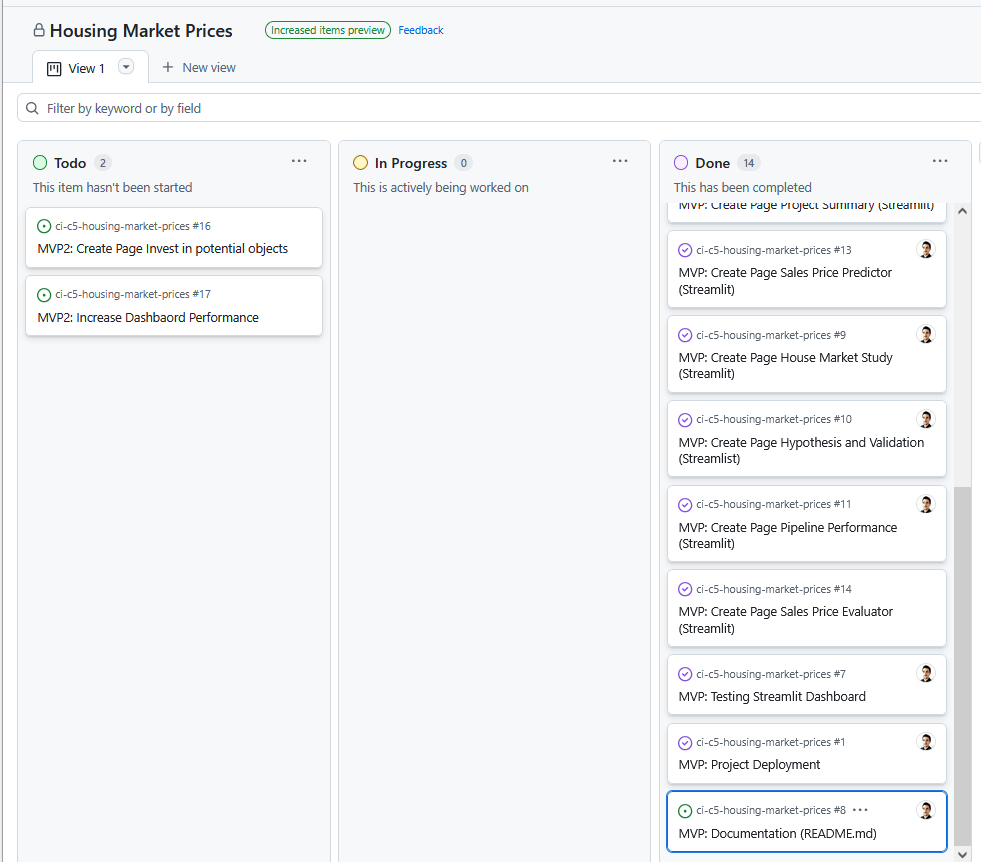 Housing Market Prices
Increased items preview
Feedback
View 1
New view
Filter by keyword or by field
Todo 2
This item hasn't been started
ci-c5-housing-market-prices #16
MVP2: Create Page Invest in potential objects
ci-c5-housing-market-prices #17
MVP2: Increase Dashbaord Performance
In Progress 0
This is actively being worked on
Done 14
This has been completed
MVP: Create Page Project Summary (Streamlit)
ci-c5-housing-market-prices #13
MVP: Create Page Sales Price Predictor
(Streamlit)
ci-c5-housing-market-prices #9
MVP: Create Page House Market Study
(Streamlit)
ci-c5-housing-market-prices #10
MVP: Create Page Hypothesis and Validation
(Streamlist)
ci-c5-housing-market-prices #11
MVP: Create Page Pipeline Performance
(Streamlit)
ci-c5-housing-market-prices #14
MVP: Create Page Sales Price Evaluator
(Streamlit)
ci-c5-housing-market-prices #7
MVP: Testing Streamlit Dashboard
ci-c5-housing-market-prices #1
MVP: Project Deployment
ci-c5-housing-market-prices #8
MVP: Documentation (README.md)